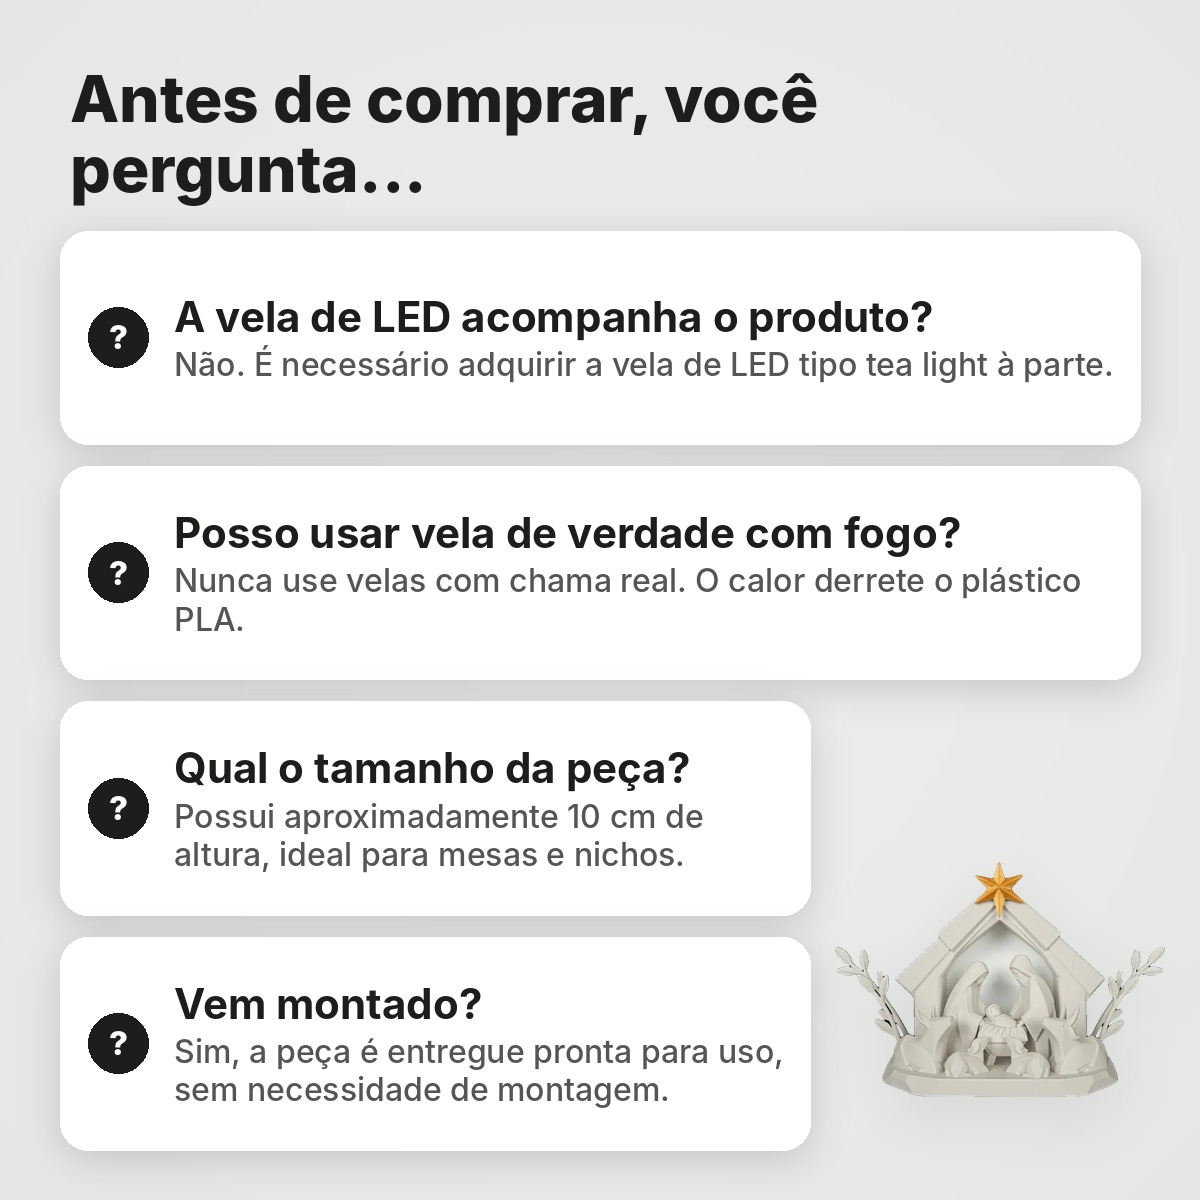 Antes de comprar, você
pergunta...
?
A vela de LED acompanha o produto?
Não. É necessário adquirir a vela de LED tipo tea light à parte.
?
Posso usar vela de verdade com fogo?
Nunca use velas com chama real. O calor derrete o plástico
PLA.
?
Qual o tamanho da peça?
Possui aproximadamente 10 cm de
altura, ideal para mesas e nichos.
?
Vem montado?
Sim, a peça é entregue pronta para uso,
sem necessidade de montagem.